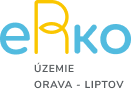 eRko
ÚZEMIE
ORAVA - LIPTOV